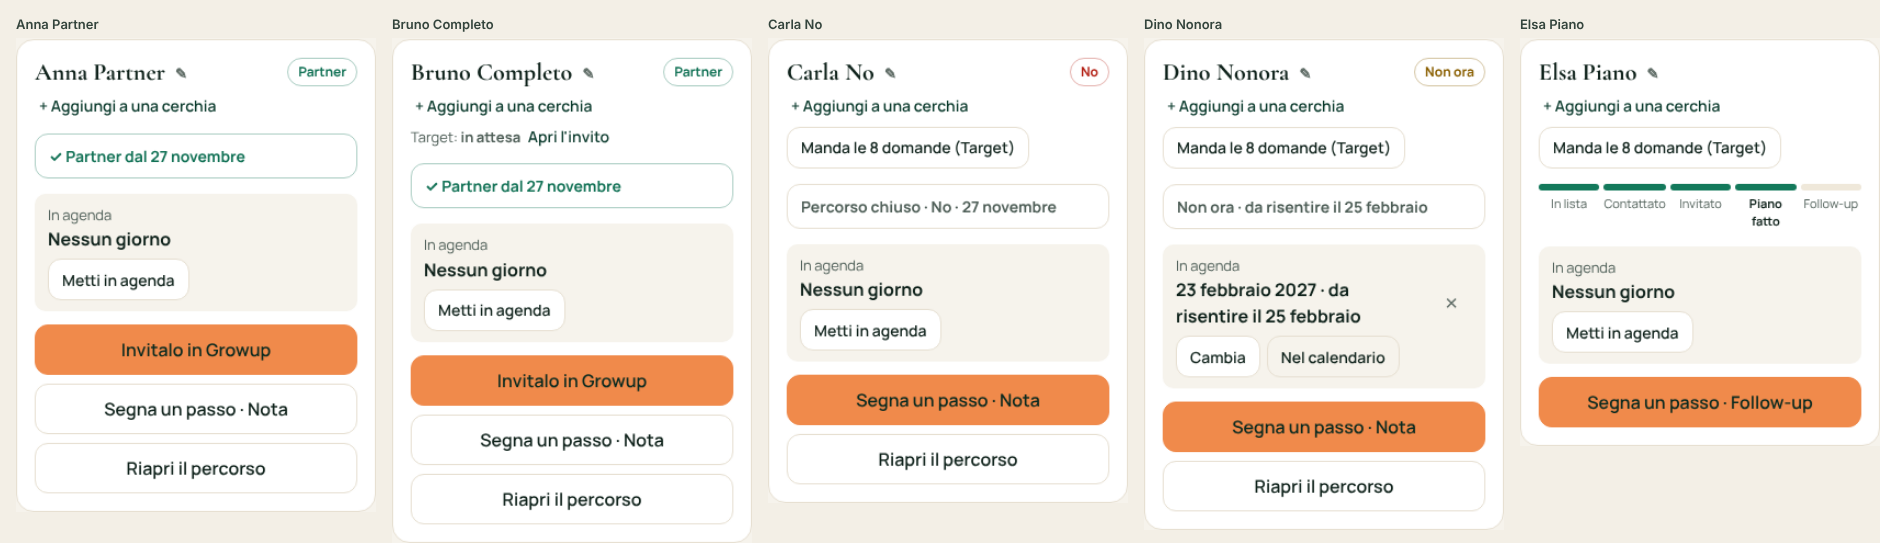 Anna Partner
Anna Partner ✎
Partner
+ Aggiungi a una cerchia
✓ Partner dal 27 novembre
In agenda
Nessun giorno
Metti in agenda
Invitalo in Growup
Segna un passo · Nota
Riapri il percorso
Bruno Completo
Bruno Completo ✎
Partner
+ Aggiungi a una cerchia
Target: in attesa Apri l'invito
✓ Partner dal 27 novembre
In agenda
Nessun giorno
Metti in agenda
Invitalo in Growup
Segna un passo · Nota
Riapri il percorso
Carla No
Carla No ✎
No
+ Aggiungi a una cerchia
Manda le 8 domande (Target)
Percorso chiuso · No · 27 novembre
In agenda
Nessun giorno
Metti in agenda
Segna un passo · Nota
Riapri il percorso
Dino Nonora
Dino Nonora ✎
Non ora
+ Aggiungi a una cerchia
Manda le 8 domande (Target)
Non ora · da risentire il 25 febbraio
In agenda
23 febbraio 2027 · da
risentire il 25 febbraio
×
Cambia
Nel calendario
Segna un passo · Nota
Riapri il percorso
Elsa Piano
Elsa Piano ✎
+ Aggiungi a una cerchia
Manda le 8 domande (Target)
In lista
Contattato
Invitato
Piano
fatto
Follow-up
In agenda
Nessun giorno
Metti in agenda
Segna un passo · Follow-up